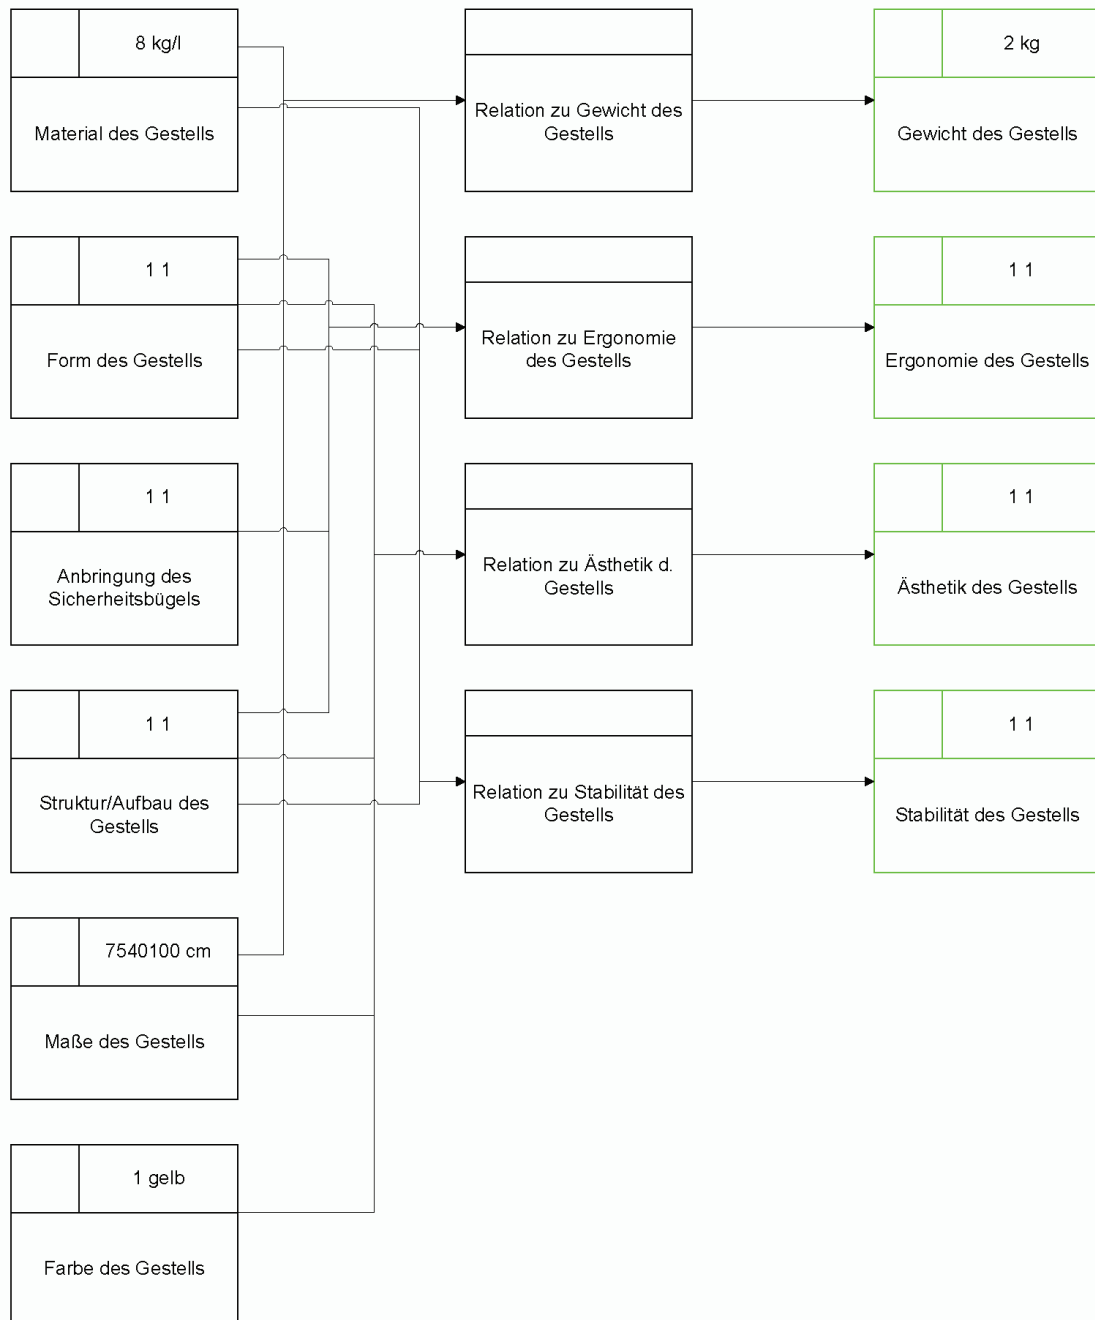 8 kg/l
Material des Gestells
Relation zu Gewicht des
Gestells
2 kg
Gewicht des Gestells
1 1
Form des Gestells
Relation zu Ergonomie
des Gestells
1 1
Ergonomie des Gestells
1 1
Anbringung des
Sicherheitsbügels
Relation zu Ästhetik d.
Gestells
1 1
Ästhetik des Gestells
1 1
Struktur/Aufbau des
Gestells
Relation zu Stabilität des
Gestells
1 1
Stabilität des Gestells
7540100 cm
Maße des Gestells
1 gelb
Farbe des Gestells